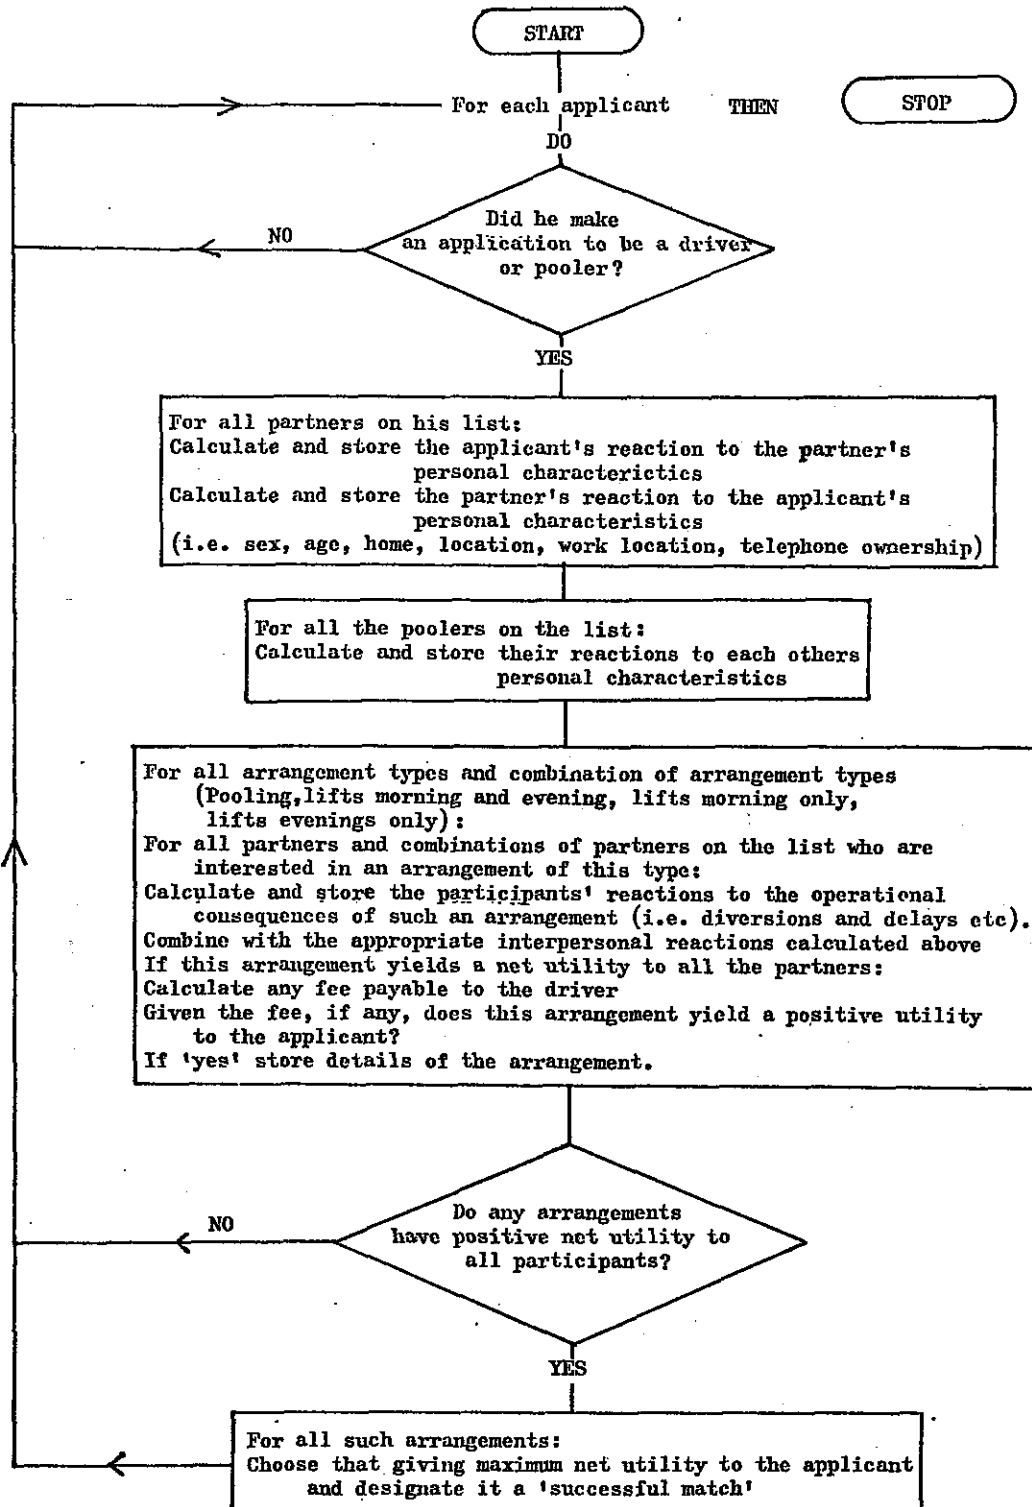 START
For each applicant THEN STOP
DO
Did he make
an application to be a driver
or pooler?
NO
YES
For all partners on his list:
Calculate and store the applicant's reaction to the partner's
personal characterictics
Calculate and store the partner's reaction to the applicant's
personal characteristics
(i.e. sex, age, home, location, work location, telephone ownership)
For all the poolers on the list:
Calculate and store their reactions to each others
personal characteristics
For all arrangement types and combination of arrangement types
(Pooling,lifts morning and evening, lifts morning only,
lifts evenings only):
For all partners and combinations of partners on the list who are
interested in an arrangement of this type:
Calculate and store the participants' reactions to the operational
consequences of such an arrangement (i.e. diversions and delays etc).
Combine with the appropriate interpersonal reactions calculated above
If this arrangement yields a net utility to all the partners:
Calculate any fee payable to the driver
Given the fee, if any, does this arrangement yield a positive utility
to the applicant?
If 'yes' store details of the arrangement.
Do any arrangements
have positive net utility to
all participants?
NO
YES
For all such arrangements:
Choose that giving maximum net utility to the applicant
and designate it a 'successful match'